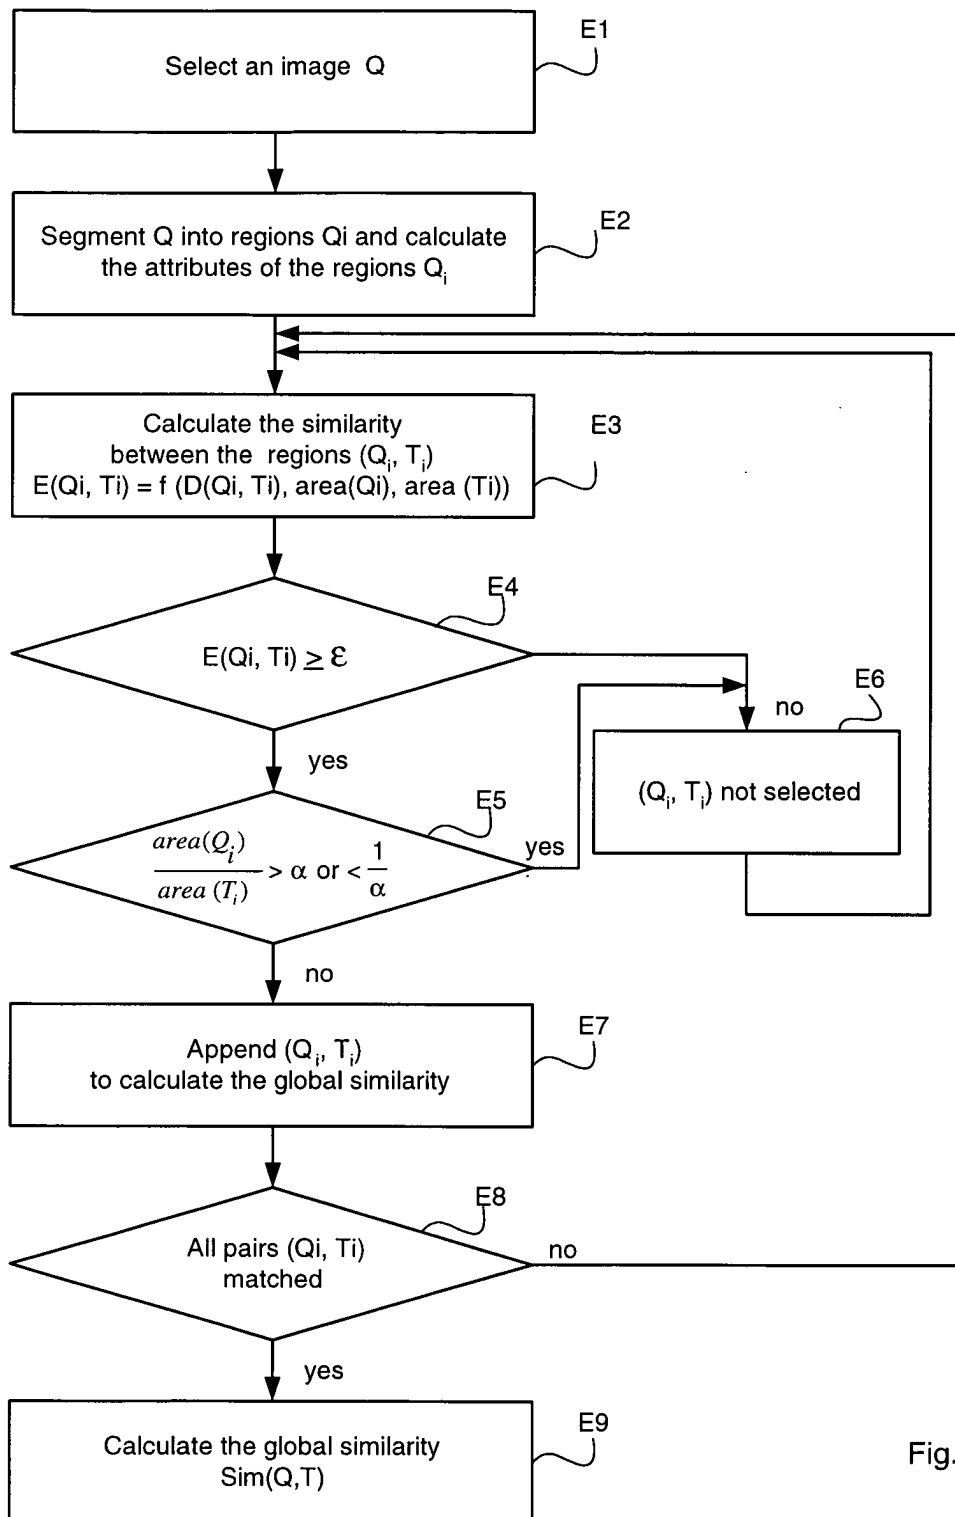 E1
Select an image Q
E2
Segment Q into regions Qi and calculate
the attributes of the regions Qi
E3
Calculate the similarity
between the regions (Qi, Ti)
E(Qi, Ti) = f (D(Qi, Ti), area(Qi), area (Ti))
E4
E(Qi, Ti) ≥ ε
no
E6
(Qi, Ti) not selected
yes
E5
area(Qi)
area (Ti)
> α or < 1/α
yes
no
E7
Append (Qi, Ti)
to calculate the global similarity
E8
All pairs (Qi, Ti)
matched
no
yes
E9
Calculate the global similarity
Sim(Q,T)
Fig.